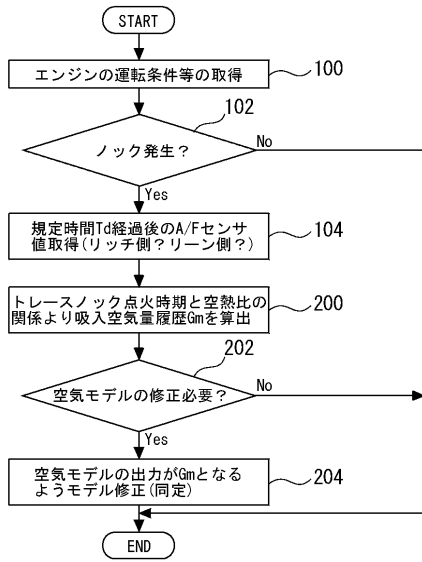 START
エンジンの運転条件等の取得
100
102
ノック発生？
No
Yes
規定時間Td経過後のA/Fセンサ
値取得(リッチ側？リーン側？)
104
トレースノック点火時期と空熱比の
関係より吸入空気量履歴Gmを算出
200
202
空気モデルの修正必要？
No
Yes
空気モデルの出力がGmとなる
ようモデル修正(同定)
204
END